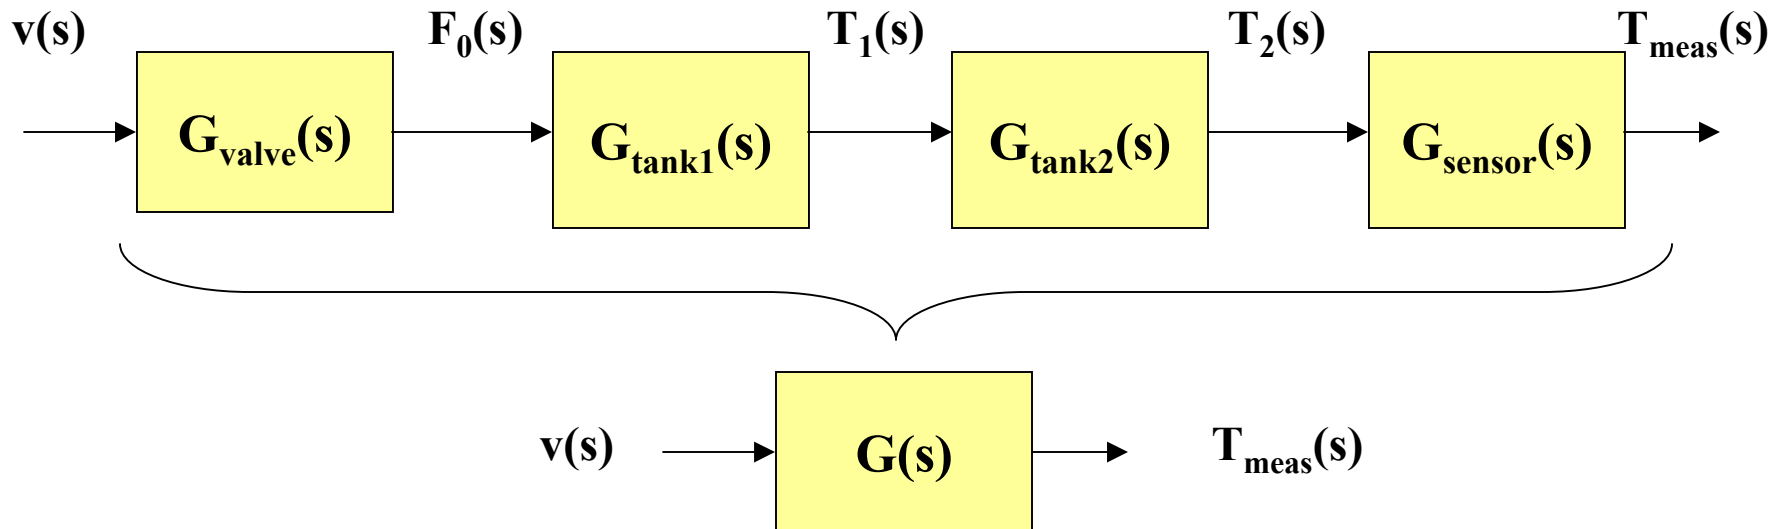 v(s) F₀(s) T₁(s) T₂(s) Tₘₑₐₛ(s)
Gᵥₐₗᵥₑ(s) Gₜₐₙₖ₁(s) Gₜₐₙₖ₂(s) Gₛₑₙₛₒᵣ(s)
v(s) G(s) Tₘₑₐₛ(s)